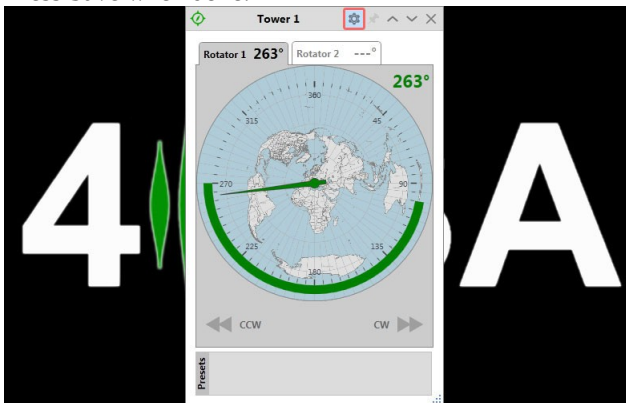 Tower 1
Rotator 1 263° Rotator 2 ---°
263°
360
315 45
270 90
225 135
180
CCW CW
Presets
4 A